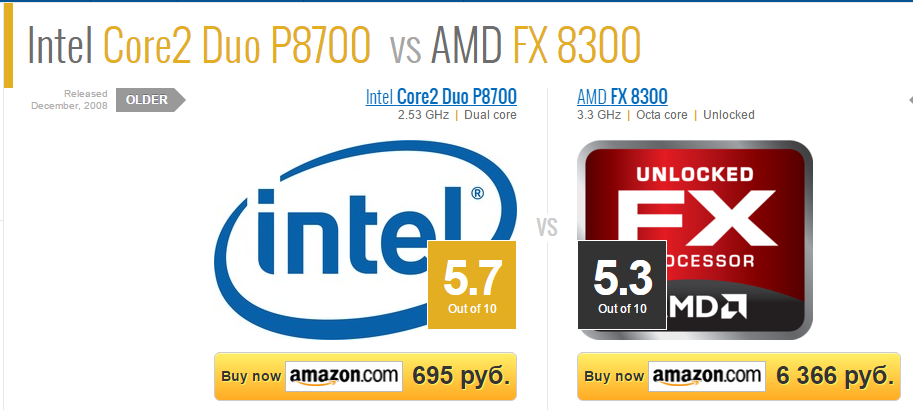 Intel Core2 Duo P8700 vs AMD FX 8300
Released
December, 2008
OLDER
Intel Core2 Duo P8700
2.53 GHz | Dual core
AMD FX 8300
3.3 GHz | Octa core | Unlocked
intel®
5.7
Out of 10
vs
UNLOCKED
FX
OCESSOR
MD
5.3
Out of 10
Buy now amazon.com 695 руб.
Buy now amazon.com 6 366 руб.